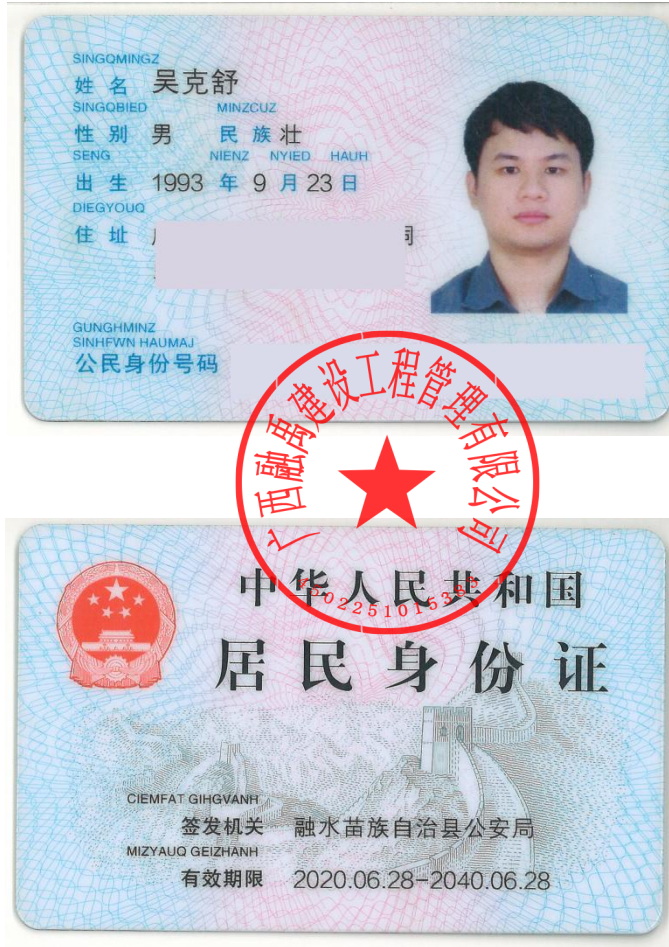 SINGQMINGZ
姓 名 吴克舒
SINGQBIED MINZCUZ
性 别 男 民 族 壮
SENG NIENZ NYIED HAUH
出 生 1993 年 9 月 23 日
DIEGYOUQ
住 址
GUNGHMINZ
SINHFWN HAUMAJ
公民身份号码
广西融禹建设工程管理有限公司
中华人民共和国
居民身份证
CIEMFAT GIHGVANH
签发机关 融水苗族自治县公安局
MIZYAUQ GEIZHANH
有效期限 2020.06.28-2040.06.28